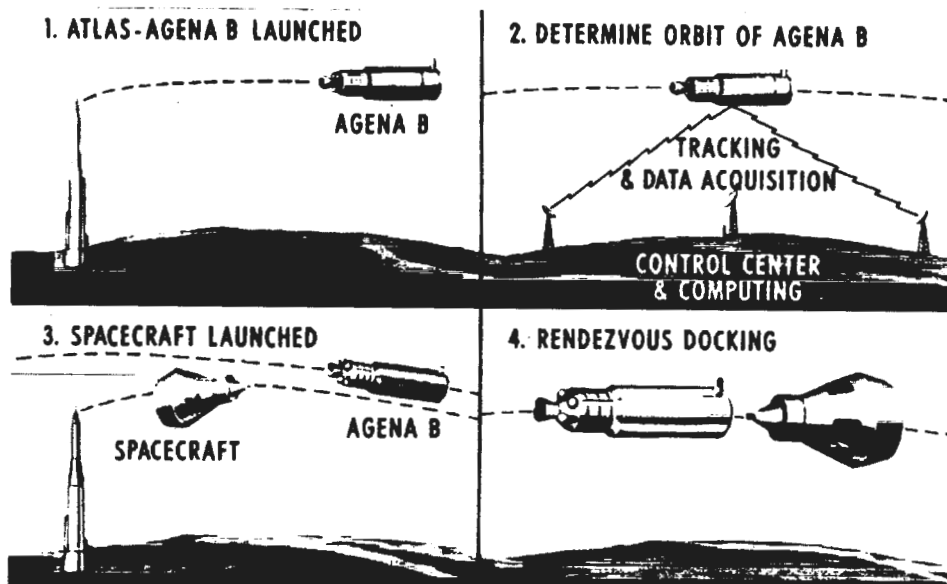 1. ATLAS-AGENA B LAUNCHED
AGENA B
2. DETERMINE ORBIT OF AGENA B
TRACKING
& DATA ACQUISITION
CONTROL CENTER
& COMPUTING
3. SPACECRAFT LAUNCHED
SPACECRAFT
AGENA B
4. RENDEZVOUS DOCKING